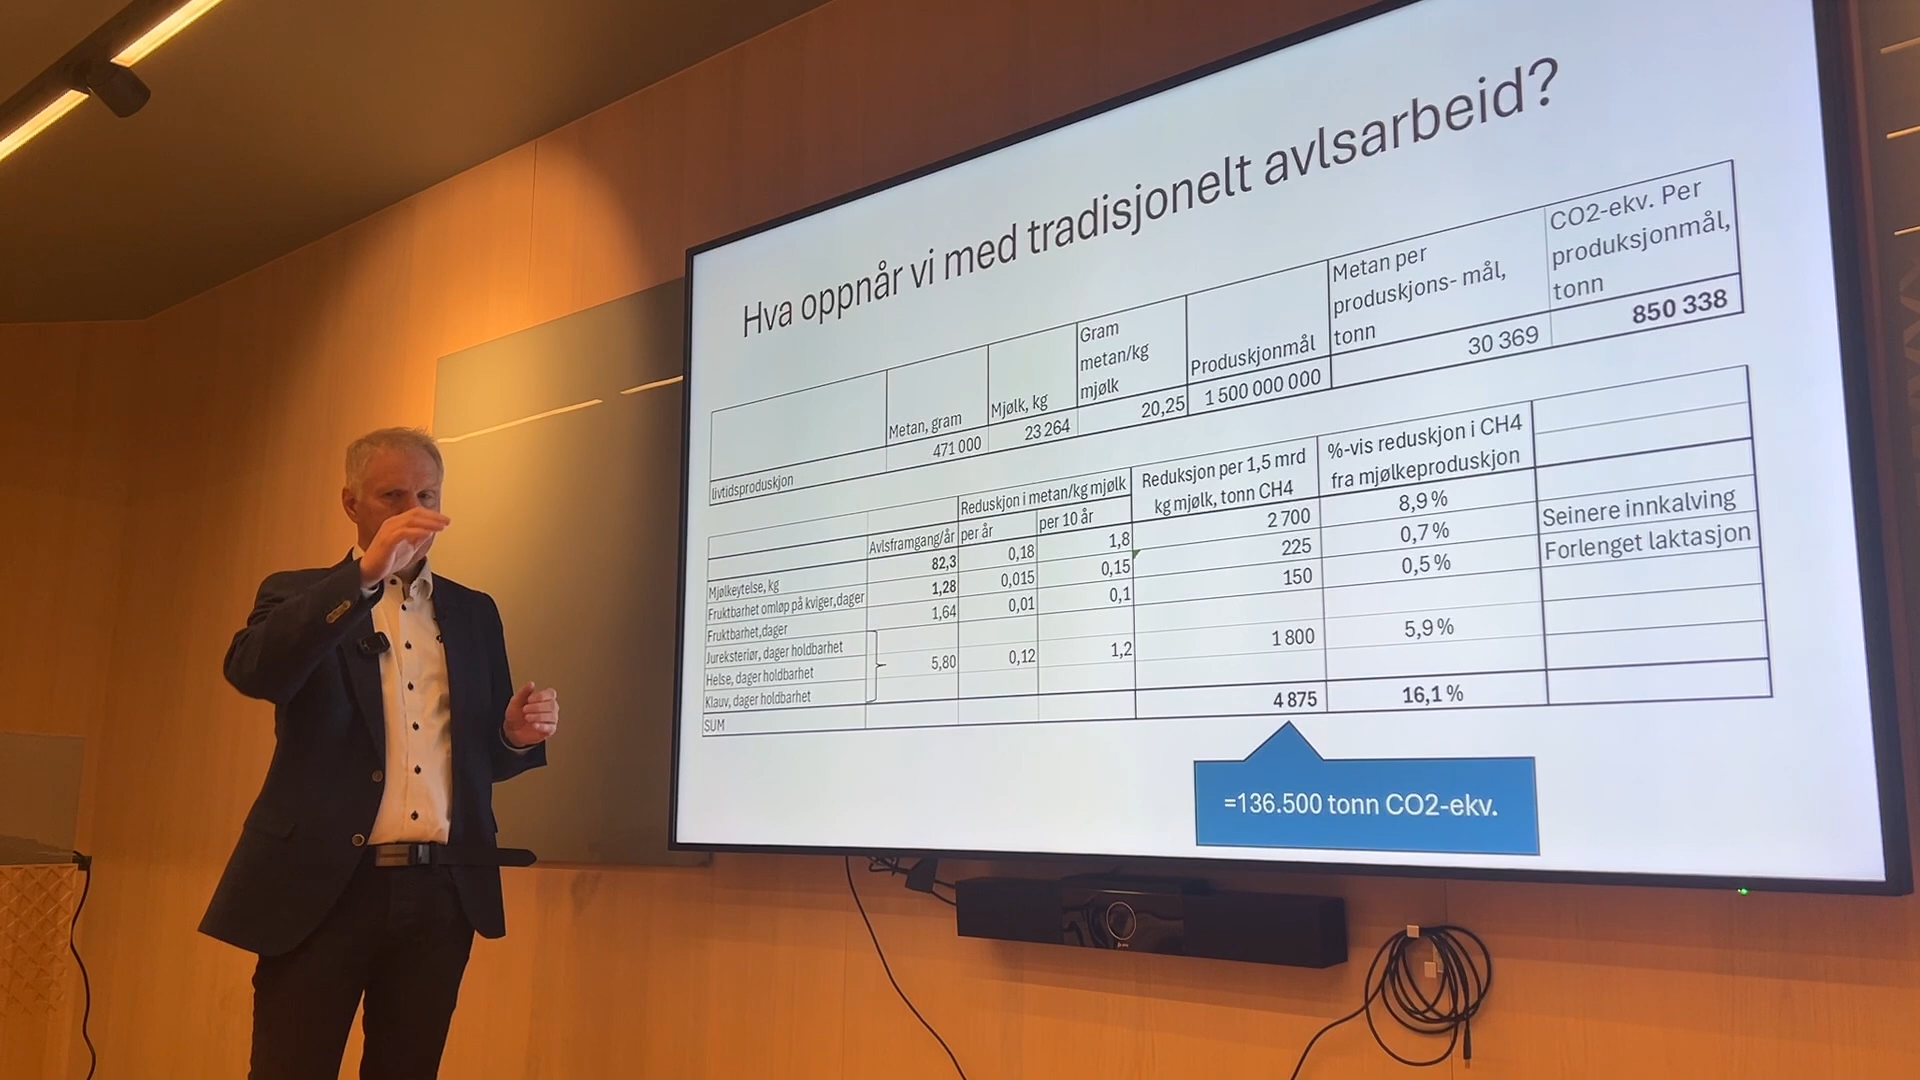 Hva oppnår vi med tradisjonelt avlsarbeid?
Metan, gram
Mjølk, kg
Gram
metan/kg
mjølk
Produskjonmål
Metan per
produskjons- mål,
tonn
CO2-ekv. Per
produksjonmål,
tonn
livtidsproduskjon 471 000 23 264 20,25 1 500 000 000 30 369 850 338
Avlsframgang/år
Reduskjon i metan/kg mjølk
per år per 10 år
Reduksjon per 1,5 mrd
kg mjølk, tonn CH4
%-vis reduskjon i CH4
fra mjølkeproduskjon
Mjølkeytelse, kg 82,3 0,18 1,8 2 700 8,9 %
Fruktbarhet omløp på kviger,dager 1,28 0,015 0,15 225 0,7 % Seinere innkalving
Fruktbarhet,dager 1,64 0,01 0,1 150 0,5 % Forlenget laktasjon
Jureksteriør, dager holdbarhet
Helse, dager holdbarhet 5,80 0,12 1,2 1 800 5,9 %
Klauv, dager holdbarhet
SUM 4 875 16,1 %
=136.500 tonn CO2-ekv.